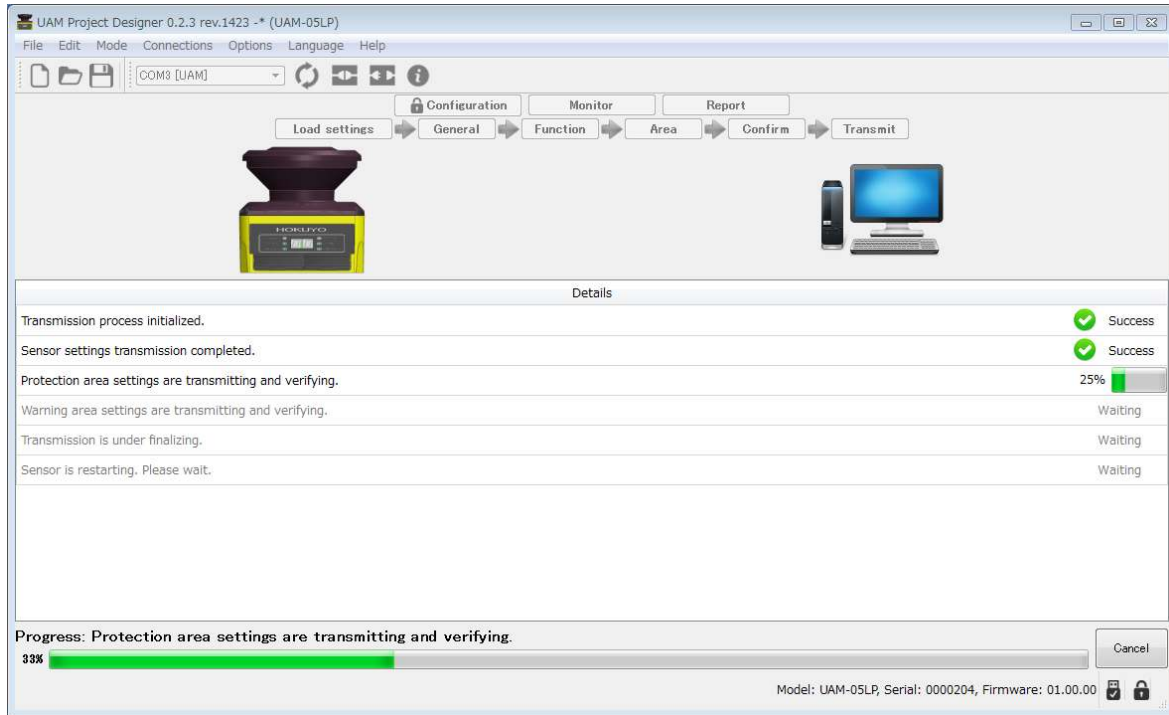 UAM Project Designer 0.2.3 rev.1423 -* (UAM-05LP)
File Edit Mode Connections Options Language Help
COM3 [UAM]
Configuration Monitor Report
Load settings General Function Area Confirm Transmit
HOKUYO
Details
Transmission process initialized. Success
Sensor settings transmission completed. Success
Protection area settings are transmitting and verifying. 25%
Warning area settings are transmitting and verifying. Waiting
Transmission is under finalizing. Waiting
Sensor is restarting. Please wait. Waiting
Progress: Protection area settings are transmitting and verifying.
33%
Cancel
Model: UAM-05LP, Serial: 0000204, Firmware: 01.00.00